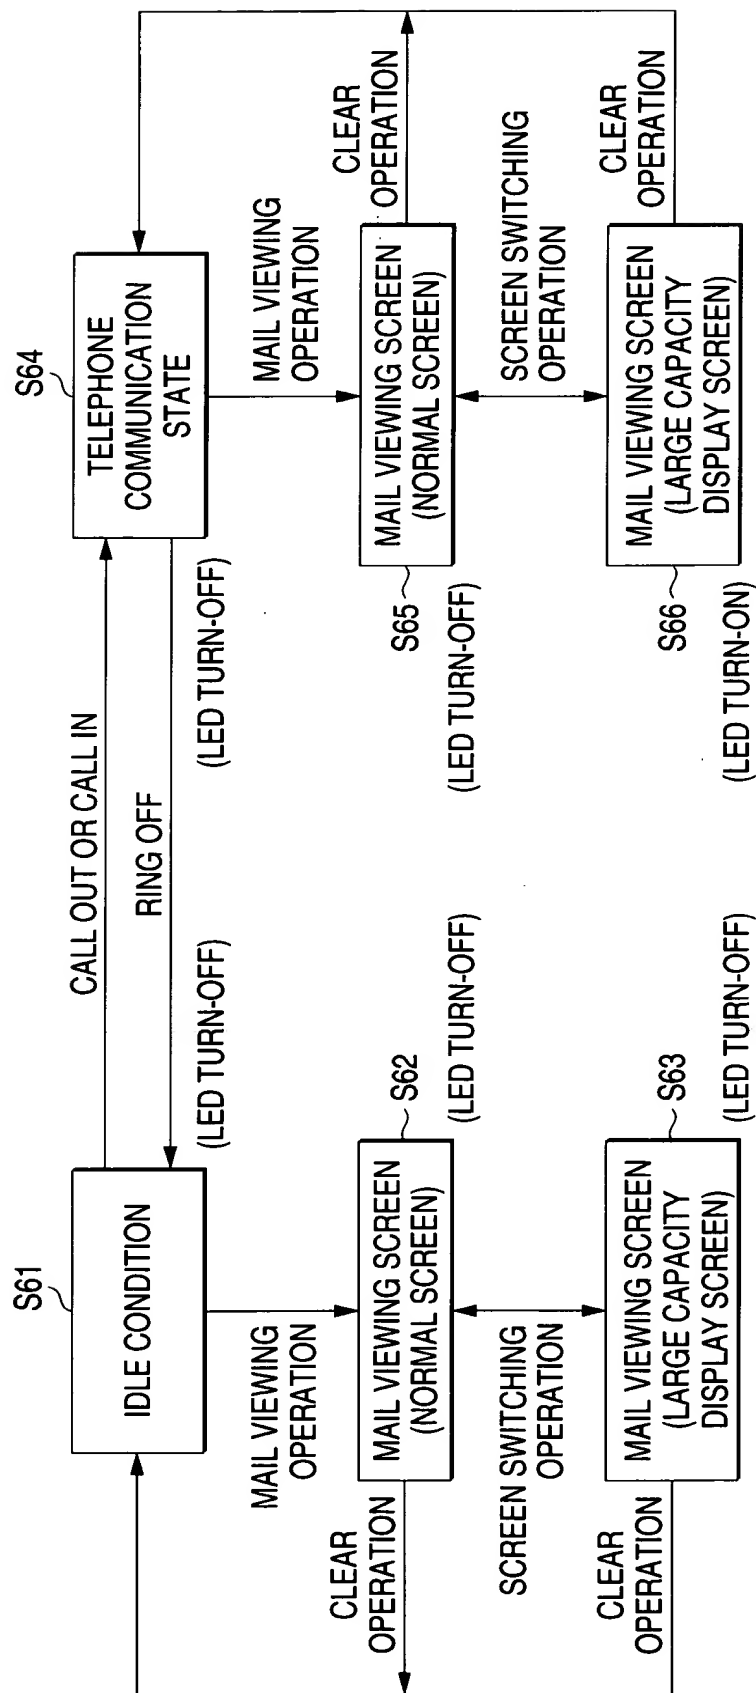 S61
IDLE CONDITION
CALL OUT OR CALL IN
RING OFF
S64
TELEPHONE
COMMUNICATION
STATE
(LED TURN-OFF)
(LED TURN-OFF)
MAIL VIEWING
OPERATION
MAIL VIEWING
OPERATION
CLEAR
OPERATION
MAIL VIEWING SCREEN
(NORMAL SCREEN)
S62
(LED TURN-OFF)
S65
(LED TURN-OFF)
MAIL VIEWING SCREEN
(NORMAL SCREEN)
CLEAR
OPERATION
SCREEN SWITCHING
OPERATION
SCREEN SWITCHING
OPERATION
CLEAR
OPERATION
MAIL VIEWING SCREEN
(LARGE CAPACITY
DISPLAY SCREEN)
S63
(LED TURN-OFF)
S66
(LED TURN-ON)
MAIL VIEWING SCREEN
(LARGE CAPACITY
DISPLAY SCREEN)
CLEAR
OPERATION